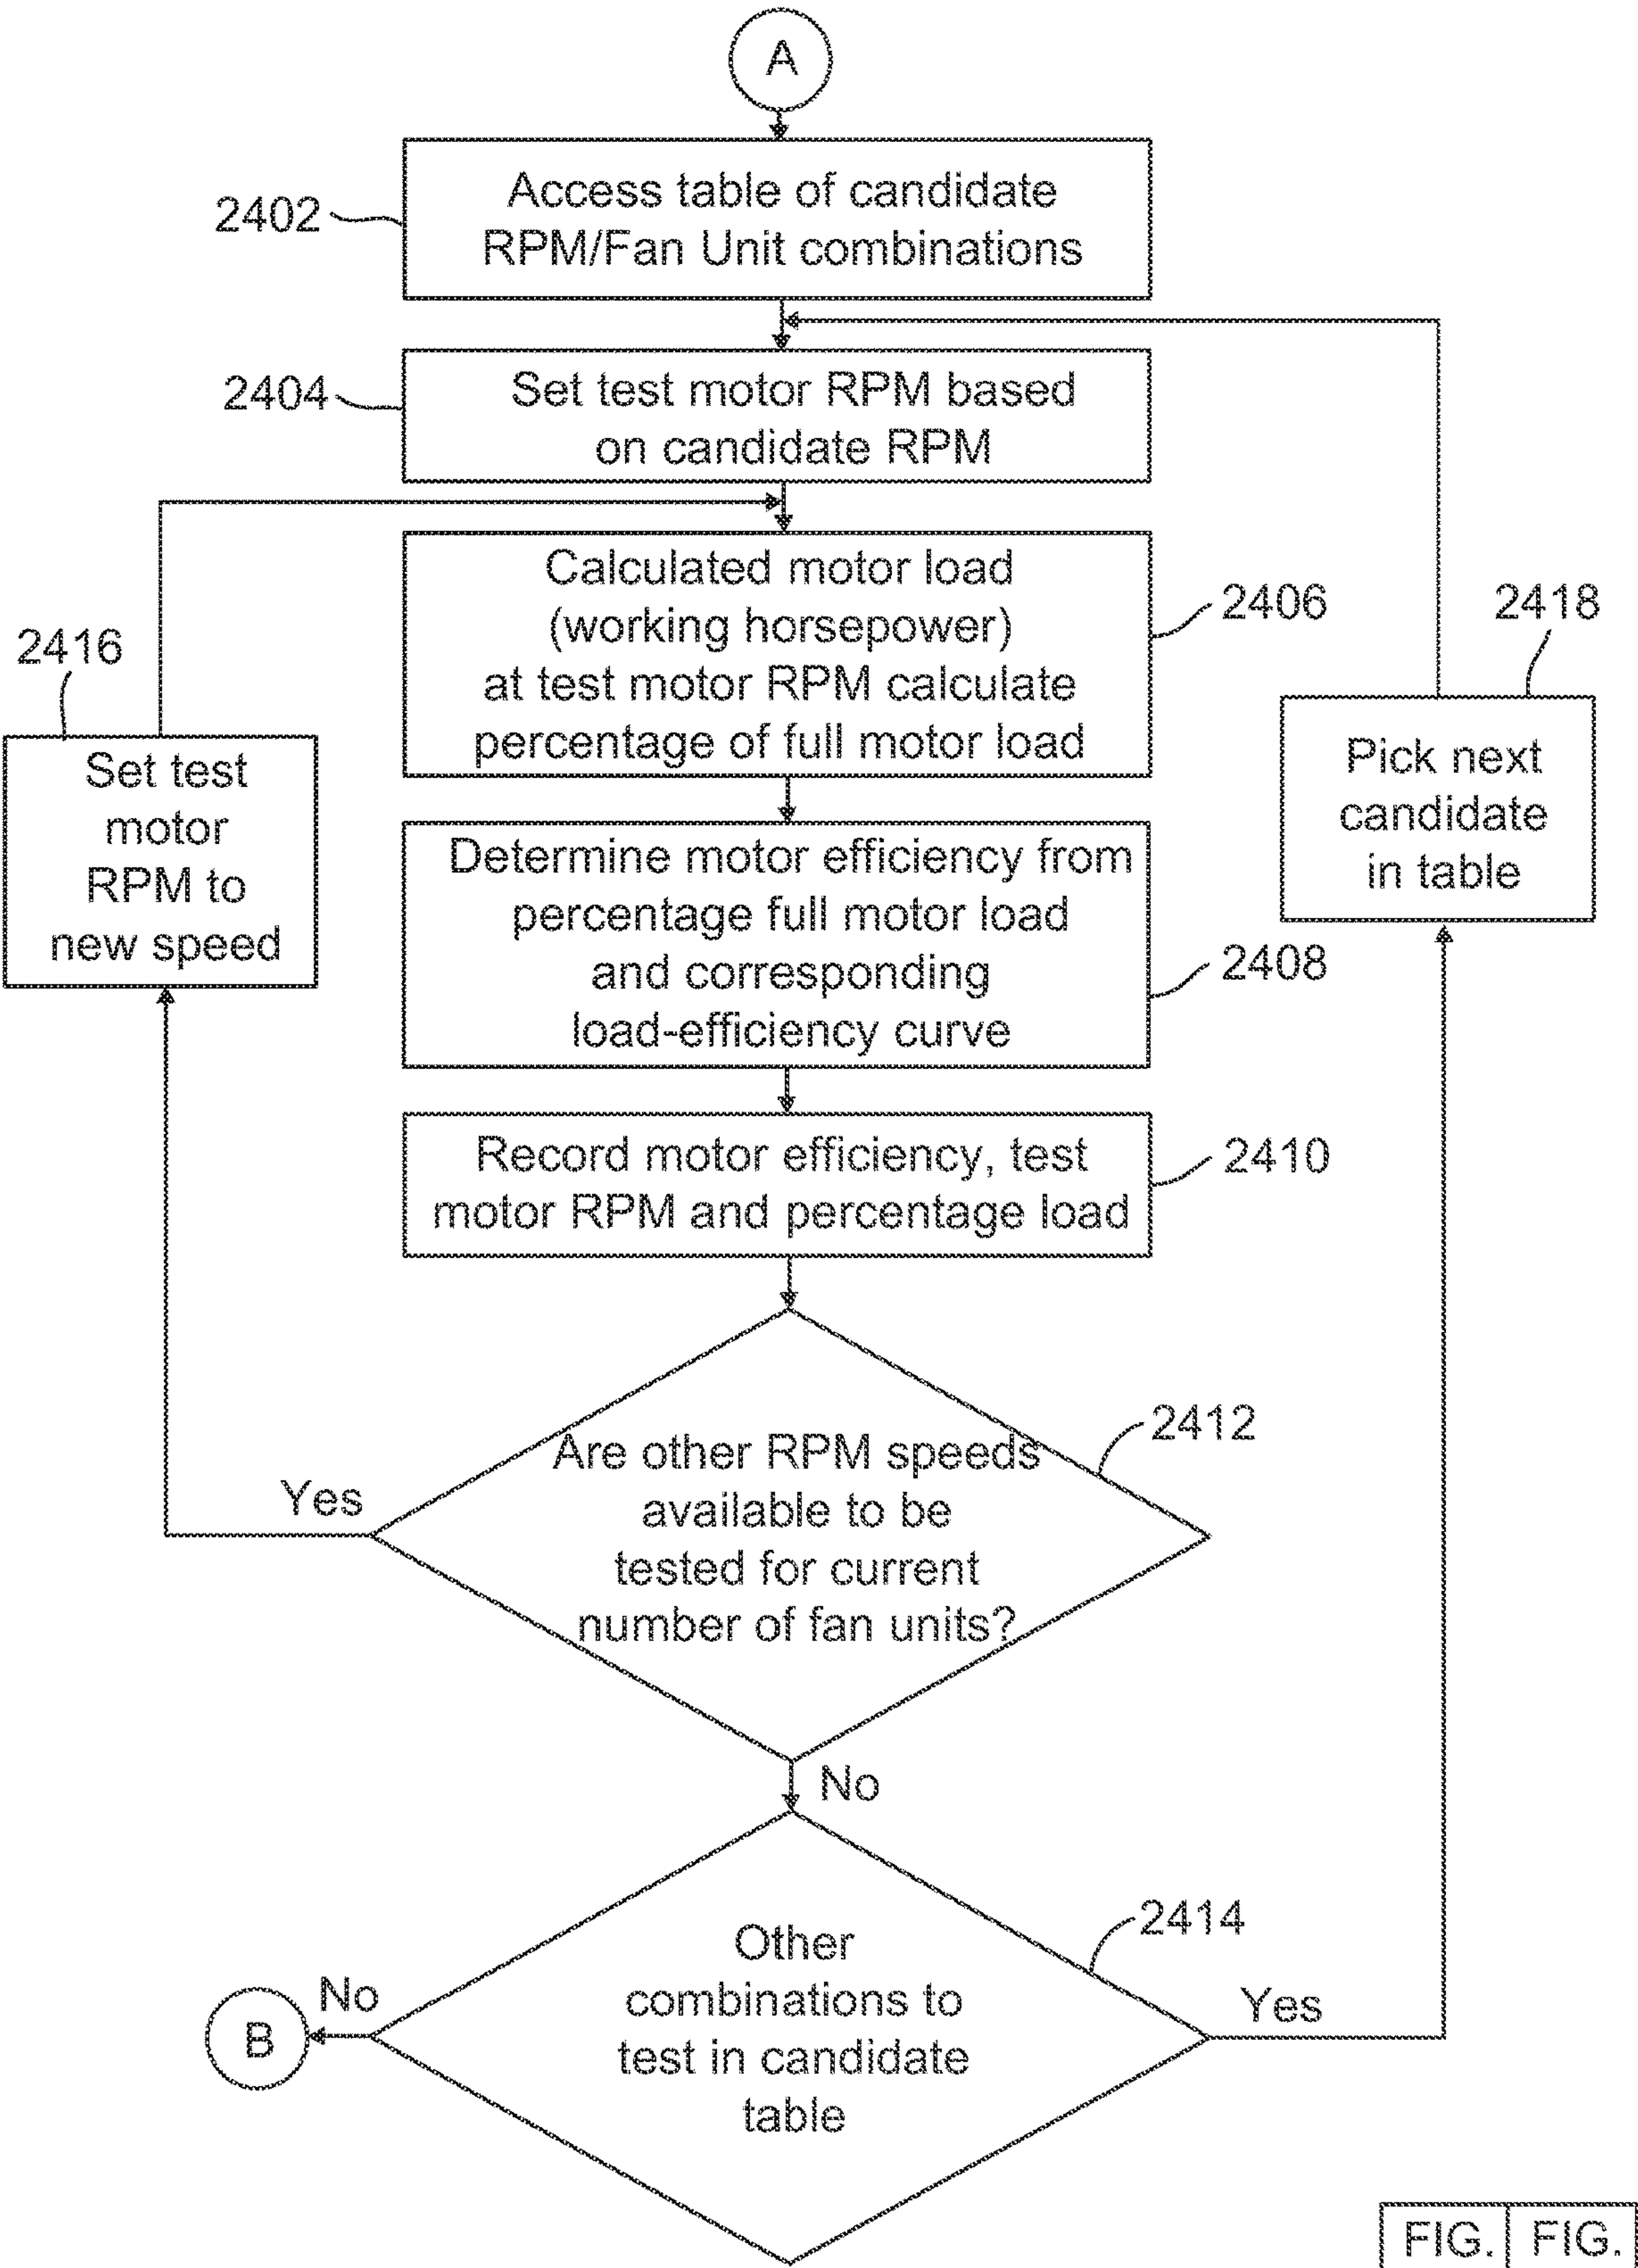 A
2402
Access table of candidate
RPM/Fan Unit combinations
2404
Set test motor RPM based
on candidate RPM
Calculated motor load
(working horsepower)
at test motor RPM calculate
percentage of full motor load
2406
2418
2416
Set test
motor
RPM to
new speed
Pick next
candidate
in table
Determine motor efficiency from
percentage full motor load
and corresponding
load-efficiency curve
2408
Record motor efficiency, test
motor RPM and percentage load
2410
2412
Are other RPM speeds
available to be
tested for current
number of fan units?
Yes
No
2414
Other
combinations to
test in candidate
table
No
Yes
B
FIG. FIG.